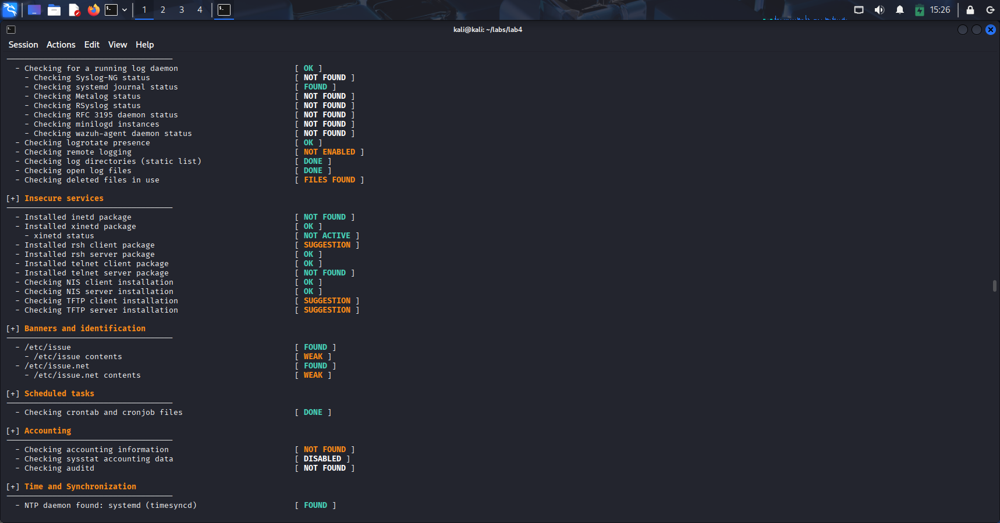 1 2 3 4 15:26
kali@kali: ~/labs/lab4
Session Actions Edit View Help
- Checking for a running log daemon [ OK ]
- Checking Syslog-NG status [ NOT FOUND ]
- Checking systemd journal status [ FOUND ]
- Checking Metalog status [ NOT FOUND ]
- Checking RSyslog status [ NOT FOUND ]
- Checking RFC 3195 daemon status [ NOT FOUND ]
- Checking minilogd instances [ NOT FOUND ]
- Checking wazuh-agent daemon status [ NOT FOUND ]
- Checking logrotate presence [ OK ]
- Checking remote logging [ NOT ENABLED ]
- Checking log directories (static list) [ DONE ]
- Checking open log files [ DONE ]
- Checking deleted files in use [ FILES FOUND ]
[+] Insecure services
- Installed inetd package [ NOT FOUND ]
- Installed xinetd package [ OK ]
- xinetd status [ NOT ACTIVE ]
- Installed rsh client package [ SUGGESTION ]
- Installed rsh server package [ OK ]
- Installed telnet client package [ OK ]
- Installed telnet server package [ NOT FOUND ]
- Checking NIS client installation [ OK ]
- Checking NIS server installation [ OK ]
- Checking TFTP client installation [ SUGGESTION ]
- Checking TFTP server installation [ SUGGESTION ]
[+] Banners and identification
- /etc/issue [ FOUND ]
- /etc/issue contents [ WEAK ]
- /etc/issue.net [ FOUND ]
- /etc/issue.net contents [ WEAK ]
[+] Scheduled tasks
- Checking crontab and cronjob files [ DONE ]
[+] Accounting
- Checking accounting information [ NOT FOUND ]
- Checking sysstat accounting data [ DISABLED ]
- Checking auditd [ NOT FOUND ]
[+] Time and Synchronization
- NTP daemon found: systemd (timesyncd) [ FOUND ]